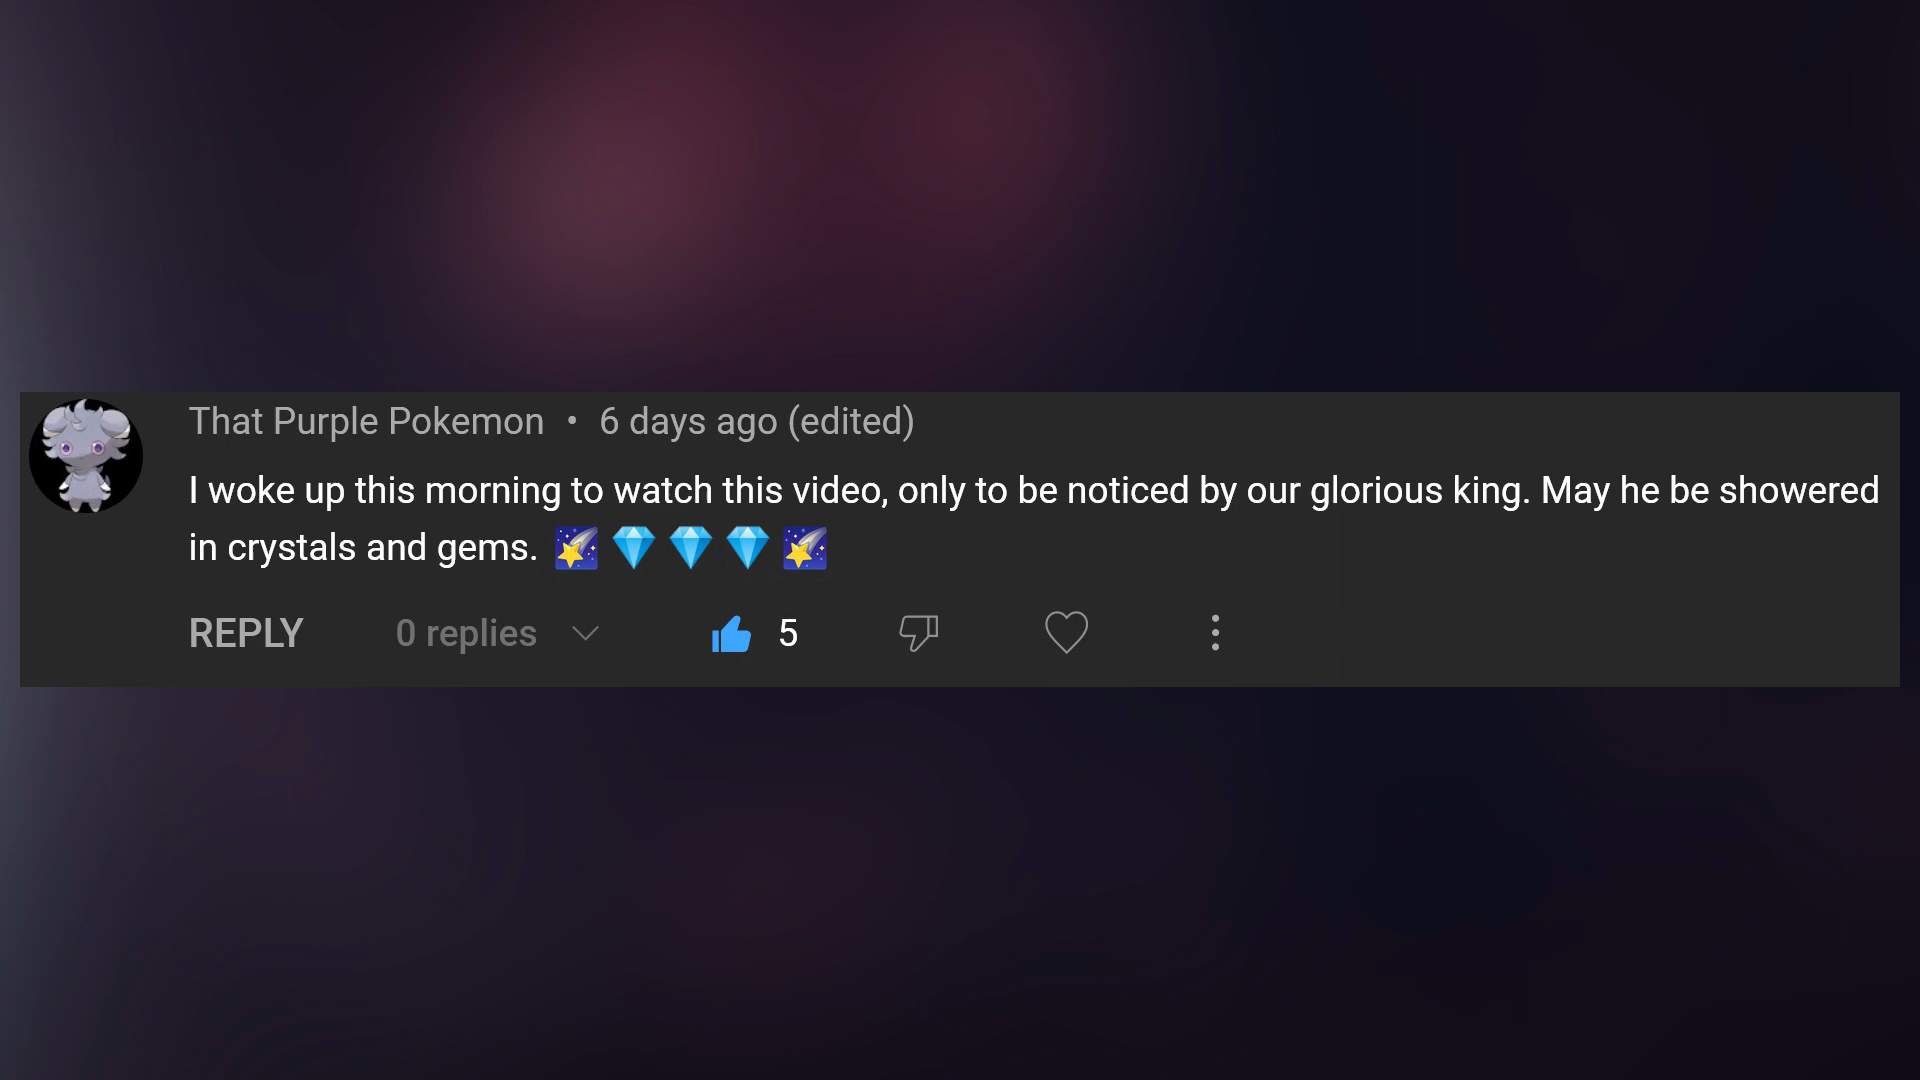 That Purple Pokemon • 6 days ago (edited)
I woke up this morning to watch this video, only to be noticed by our glorious king. May he be showered
in crystals and gems. 🌠💎💎💎🌠
REPLY 0 replies 5